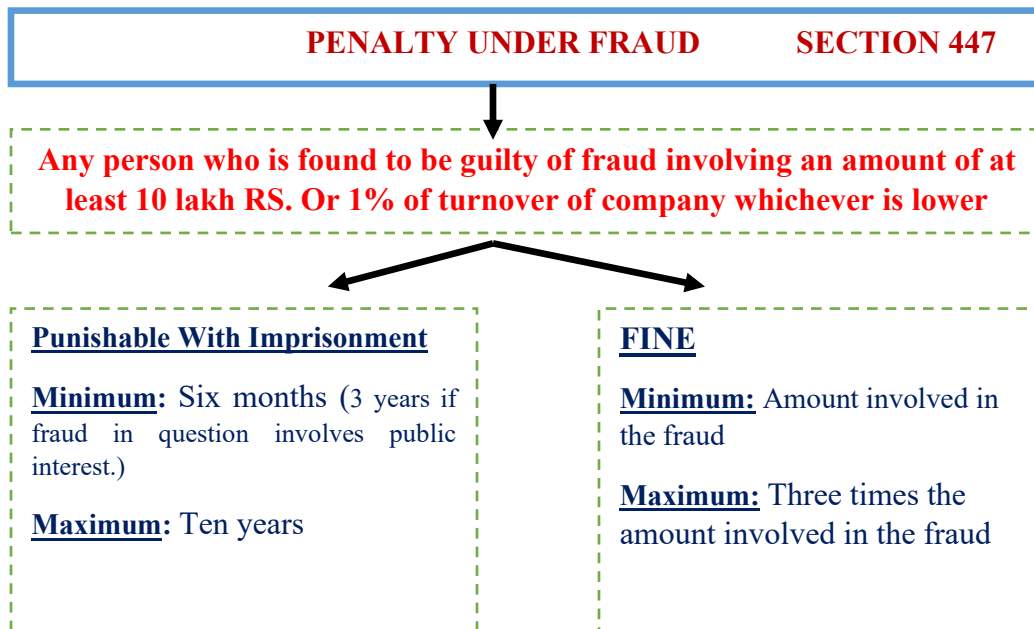 PENALTY UNDER FRAUD SECTION 447
Any person who is found to be guilty of fraud involving an amount of at
least 10 lakh RS. Or 1% of turnover of company whichever is lower
Punishable With Imprisonment
Minimum: Six months (3 years if
fraud in question involves public
interest.)
Maximum: Ten years
FINE
Minimum: Amount involved in
the fraud
Maximum: Three times the
amount involved in the fraud